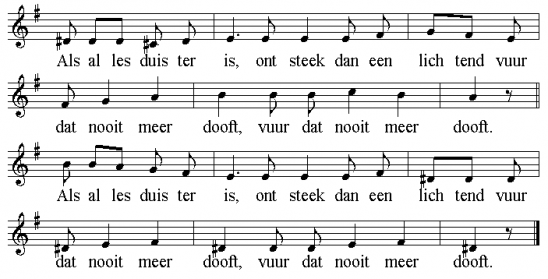 Als al les duis ter is, ont steek dan een lich tend vuur
dat nooit meer dooft, vuur dat nooit meer dooft.
Als al les duis ter is, ont steek dan een lich tend vuur
dat nooit meer dooft, vuur dat nooit meer dooft.